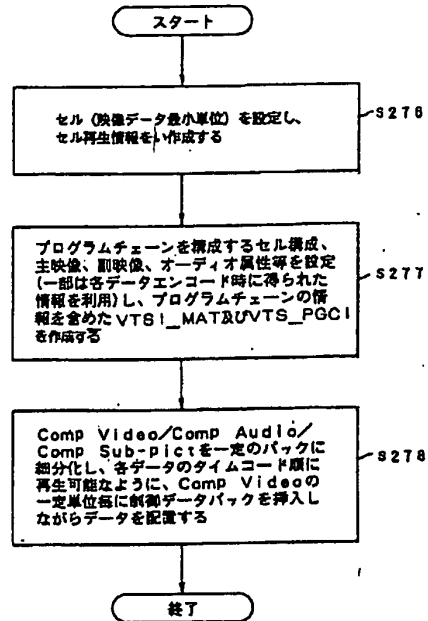 スタート
セル(映像データ最小単位)を設定し、
セル再生情報をい作成する
S276
プログラムチェーンを構成するセル構成、
主映像、副映像、オーディオ属性等を設定
(一部は各データエンコード時に得られた
情報を利用)し、プログラムチェーンの情
報を含めたVTSI_MAT及びVTS_PGCI
を作成する
S277
Comp Video/Comp Audio/
Comp Sub-pictを一定のパックに
細分化し、各データのタイムコード順に
再生可能なように、Comp Videoの
一定単位毎に制御データパックを挿入し
ながらデータを配置する
S278
終了